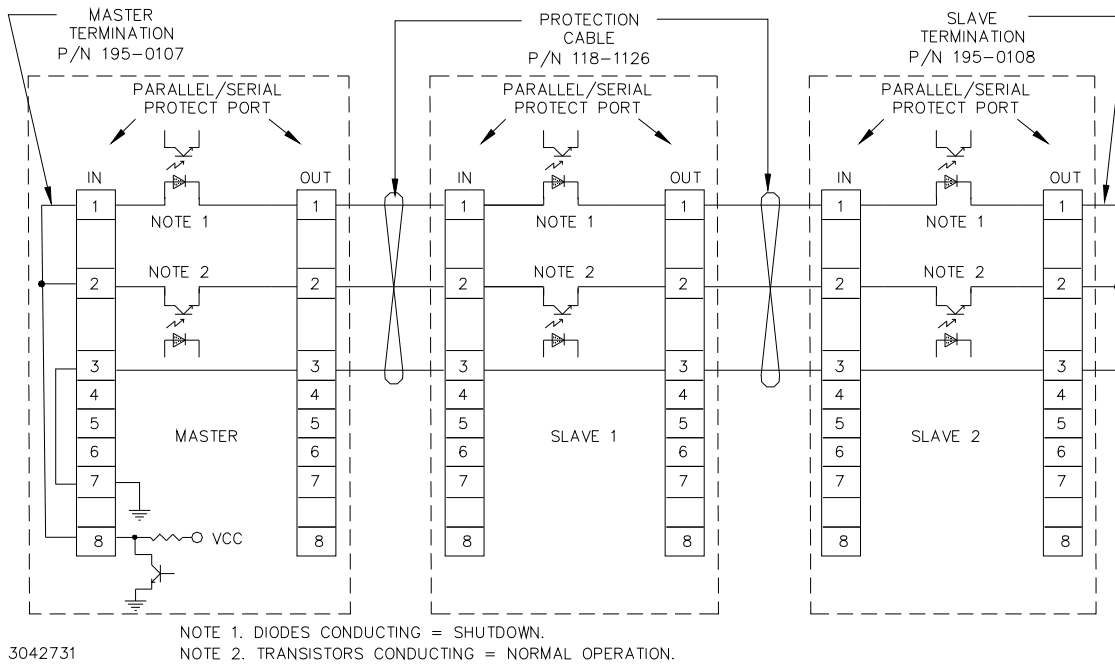 MASTER
TERMINATION
P/N 195-0107
PROTECTION
CABLE
P/N 118-1126
SLAVE
TERMINATION
P/N 195-0108
PARALLEL/SERIAL
PROTECT PORT
PARALLEL/SERIAL
PROTECT PORT
PARALLEL/SERIAL
PROTECT PORT
IN
OUT
IN
OUT
IN
OUT
1
NOTE 1
1
1
NOTE 1
1
1
NOTE 1
1
2
NOTE 2
2
2
NOTE 2
2
2
NOTE 2
2
3
3
3
3
3
3
4
4
4
4
4
4
5
5
5
5
5
5
MASTER
SLAVE 1
SLAVE 2
6
6
6
6
6
6
7
7
7
7
7
7
8
VCC
8
8
8
8
8
NOTE 1. DIODES CONDUCTING = SHUTDOWN.
3042731
NOTE 2. TRANSISTORS CONDUCTING = NORMAL OPERATION.